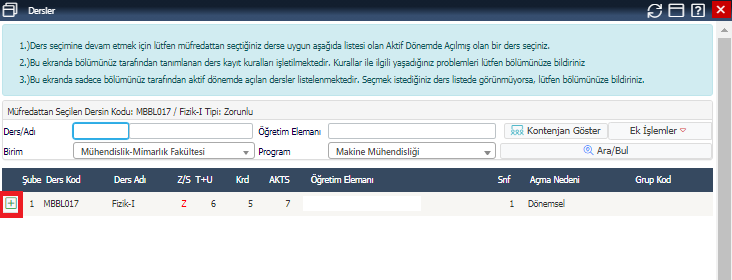 Dersler
1.)Ders seçimine devam etmek için lütfen müfredattan seçtiğiniz derse uygun aşağıda listesi olan Aktif Dönemde Açılmış olan bir ders seçiniz.
2.)Bu ekranda bölümünüz tarafından tanımlanan ders kayıt kuralları işletilmektedir. Kurallar ile ilgili yaşadığınız problemleri lütfen bölümünüze bildiriniz
3.)Bu ekranda sadece bölümünüz tarafından aktif dönemde açılan dersler listelenmektedir. Seçmek istediğiniz ders listede görünmüyorsa, lütfen bölümünüze bildiriniz.
Müfredattan Seçilen Dersin Kodu: MBBL017 / Fizik-I Tipi: Zorunlu
Ders/Adı Öğretim Elemanı Kontenjan Göster Ek İşlemler
Birim Mühendislik-Mimarlık Fakültesi Program Makine Mühendisliği Ara/Bul
Şube Ders Kod Ders Adı Z/S T+U Krd AKTS Öğretim Elemanı Snf Açma Nedeni Grup Kod
1 MBBL017 Fizik-I Z 6 5 7 1 Dönemsel